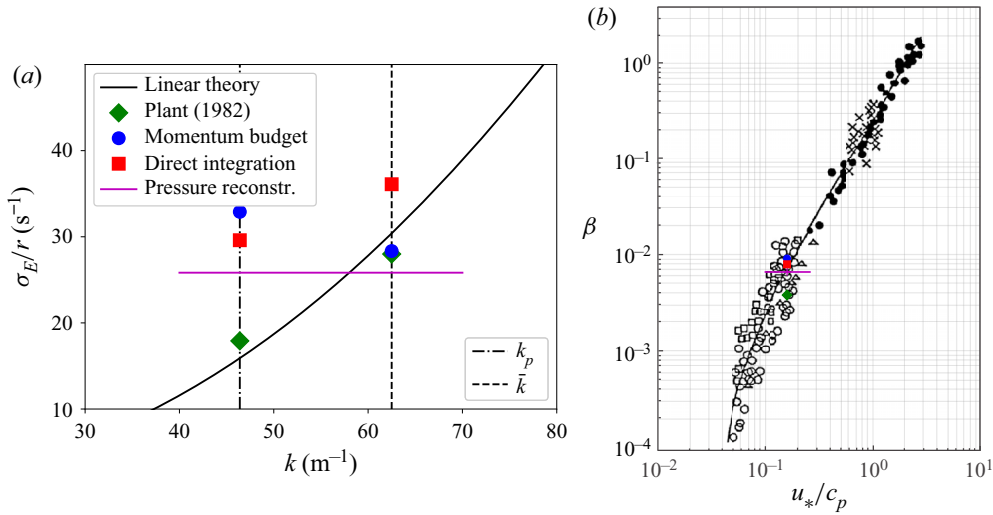 (a)
Linear theory
Plant (1982)
Momentum budget
Direct integration
Pressure reconstr.
40
30
20
10
σ_E/r (s⁻¹)
k_p
k̄
30 40 50 60 70 80
k (m⁻¹)
(b)
10⁰
10⁻¹
10⁻²
10⁻³
10⁻⁴
β
10⁻² 10⁻¹ 10⁰ 10¹
u_*/c_p